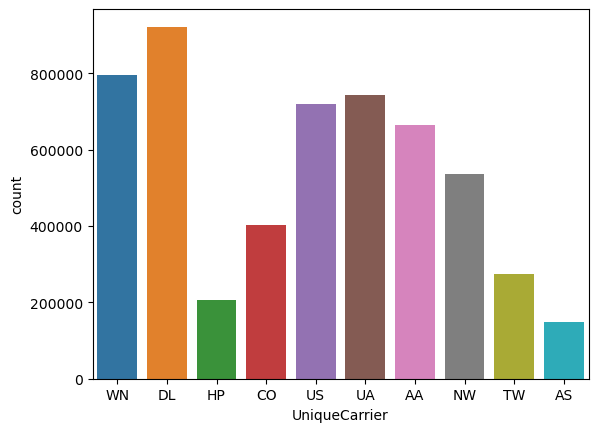 count
800000
600000
400000
200000
0
WN DL HP CO US UA AA NW TW AS
UniqueCarrier